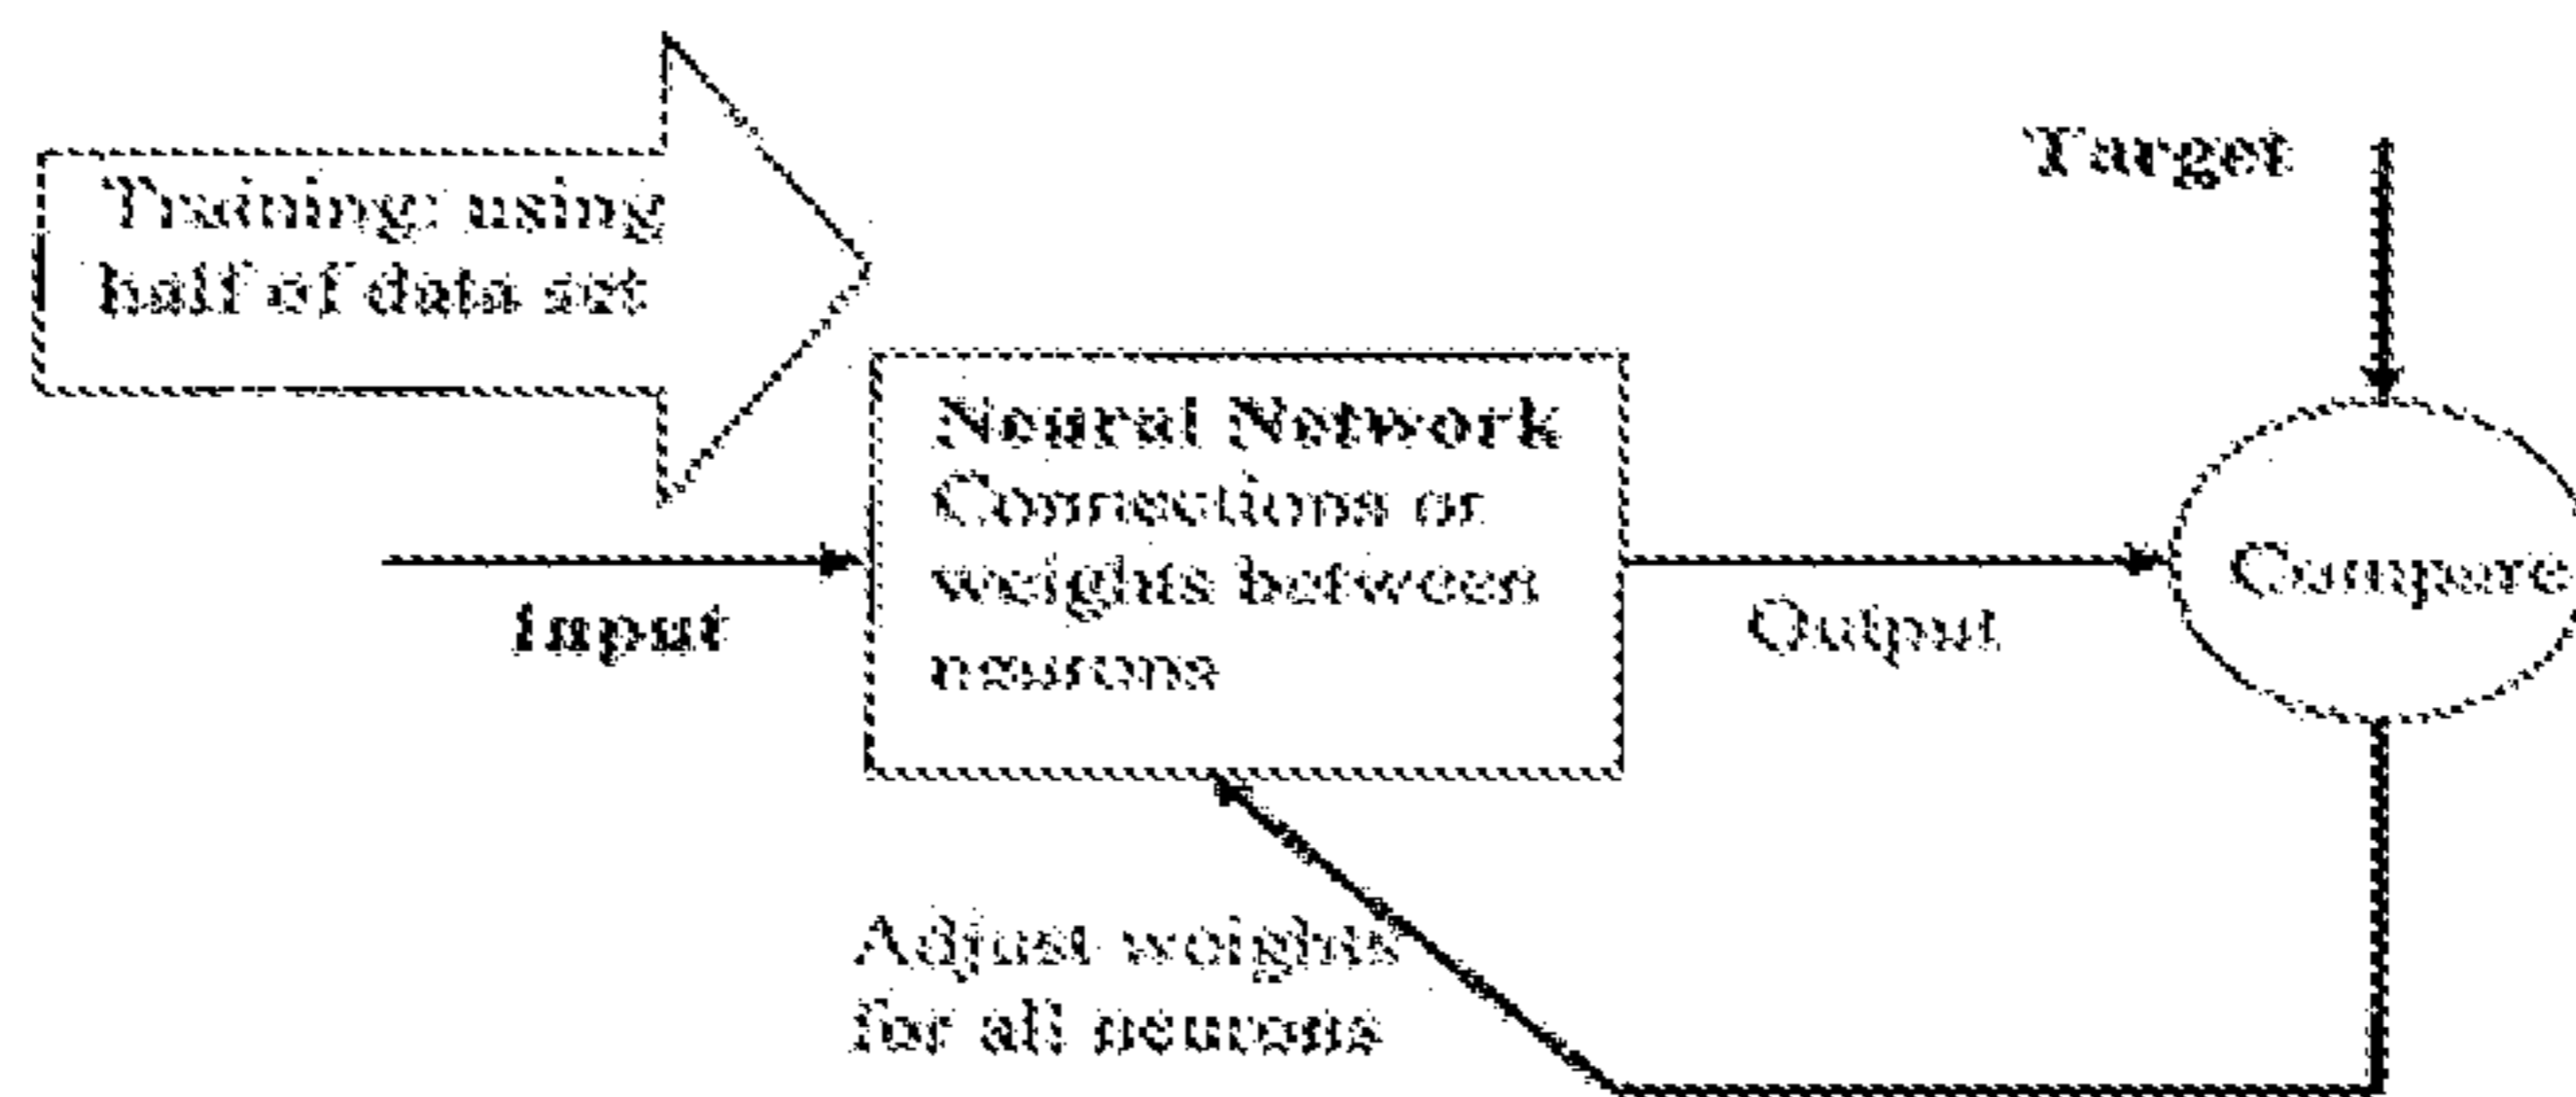 Training: using
half of data set
Target
Neural Network
Connections or
weights between
neurons
Input
Output
Compare
Adjust weights
for all neurons